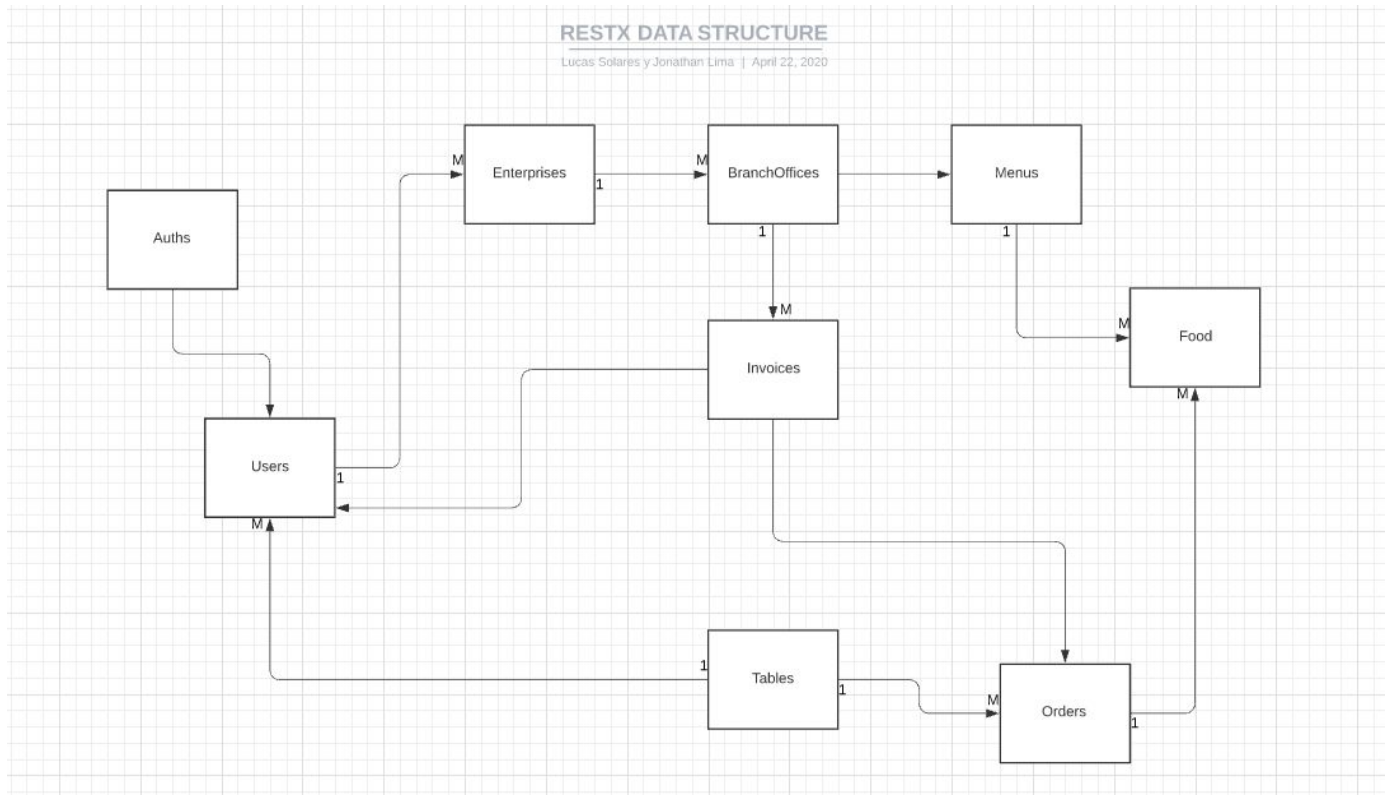 RESTX DATA STRUCTURE
Lucas Solares y Jonathan Lima | April 22, 2020
M
Enterprises
1
M
BranchOffices
1
Menus
1
Auths
M
Invoices
M
Food
M
Users
1
M
1
Tables
1
M
Orders
1